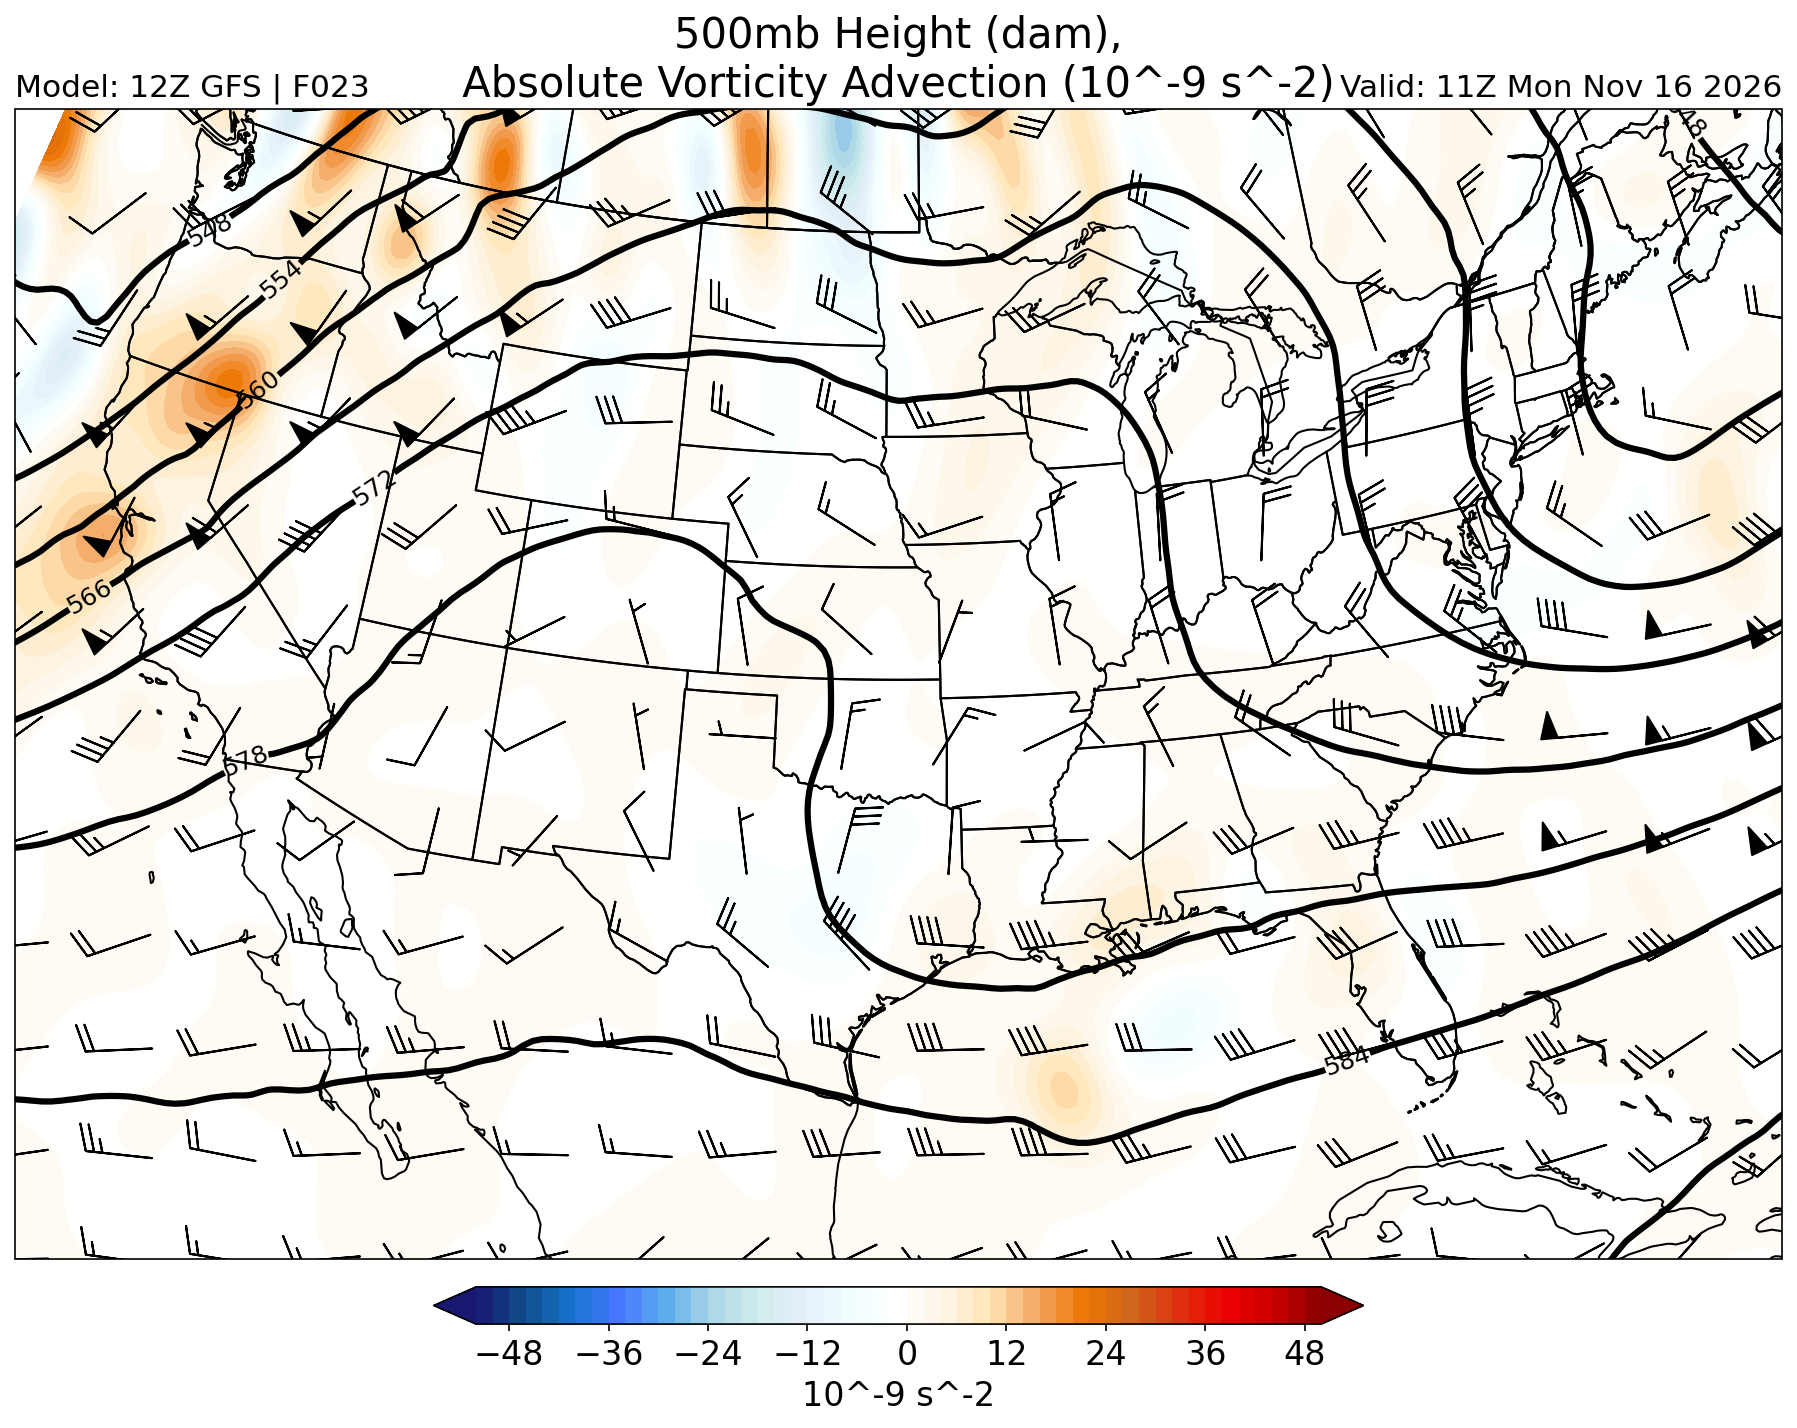 500mb Height (dam),
Model: 12Z GFS | F023
Absolute Vorticity Advection (10^-9 s^-2)
Valid: 11Z Mon Nov 16 2026
48
548
554
560
572
566
578
584
−48 −36 −24 −12 0 12 24 36 48
10^-9 s^-2